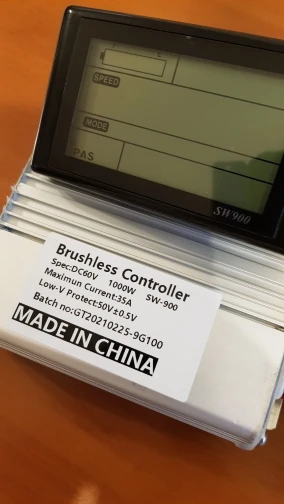 SPEED
MODE
PAS
SW900
Brushless Controller
Spec:DC60V 1000W SW-900
Maximun Current:35A
Low-V Protect:50V±0.5V
Batch no:GT20210225-9G100
MADE IN CHINA